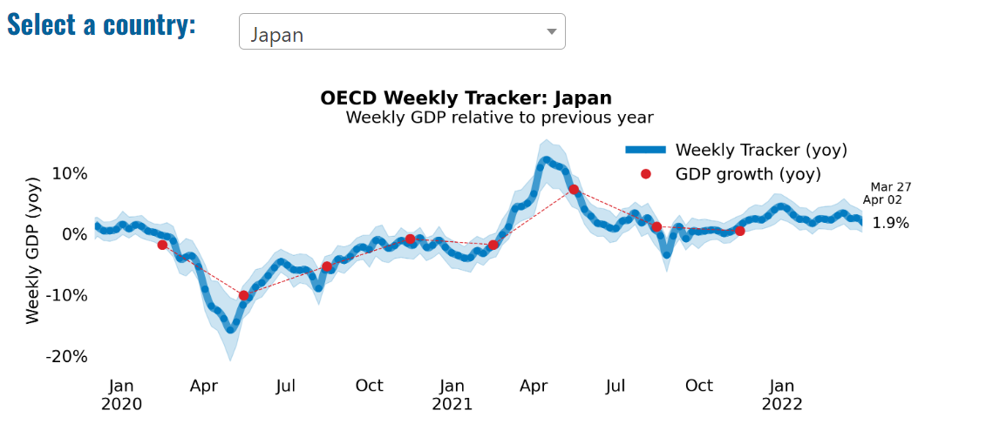 Select a country:
Japan
OECD Weekly Tracker: Japan
Weekly GDP relative to previous year
Weekly Tracker (yoy)
GDP growth (yoy)
Mar 27
Apr 02
1.9%
Weekly GDP (yoy)
10%
0%
-10%
-20%
Jan
2020
Apr
Jul
Oct
Jan
2021
Apr
Jul
Oct
Jan
2022